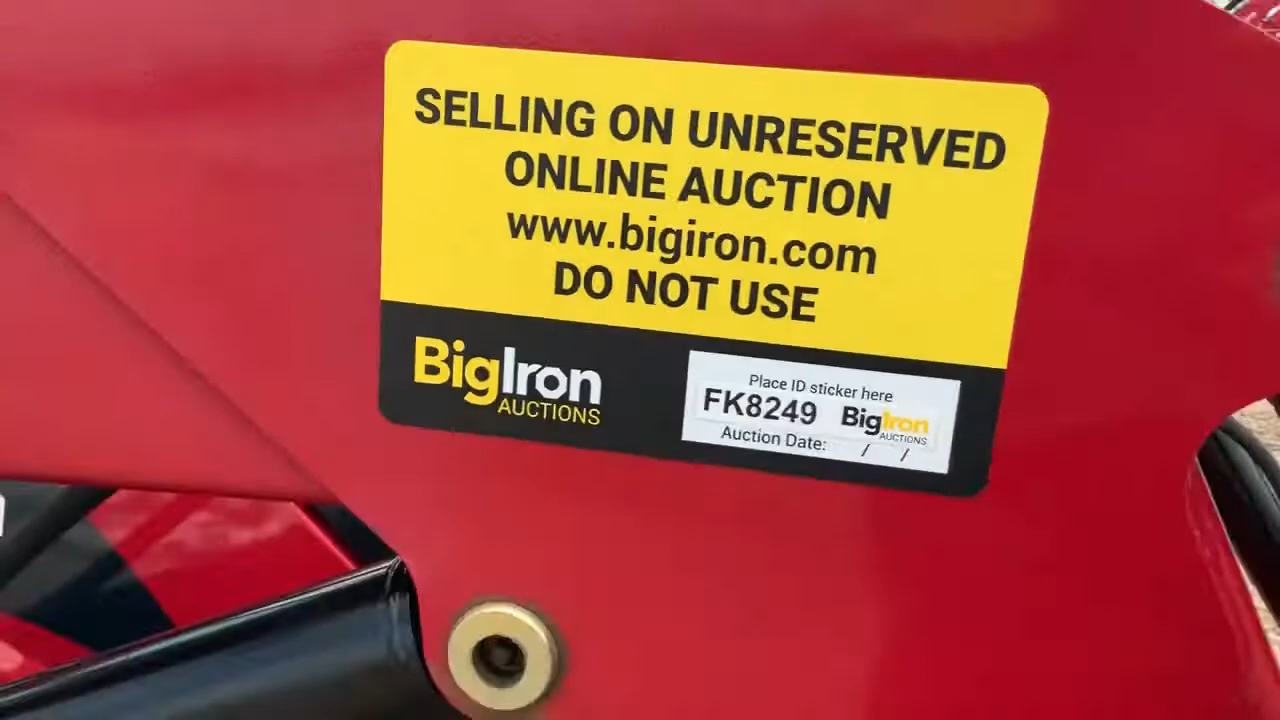 SELLING ON UNRESERVED
ONLINE AUCTION
www.bigiron.com
DO NOT USE
BigIron
AUCTIONS
Place ID sticker here
FK8249 BigIron
AUCTIONS
Auction Date: / /